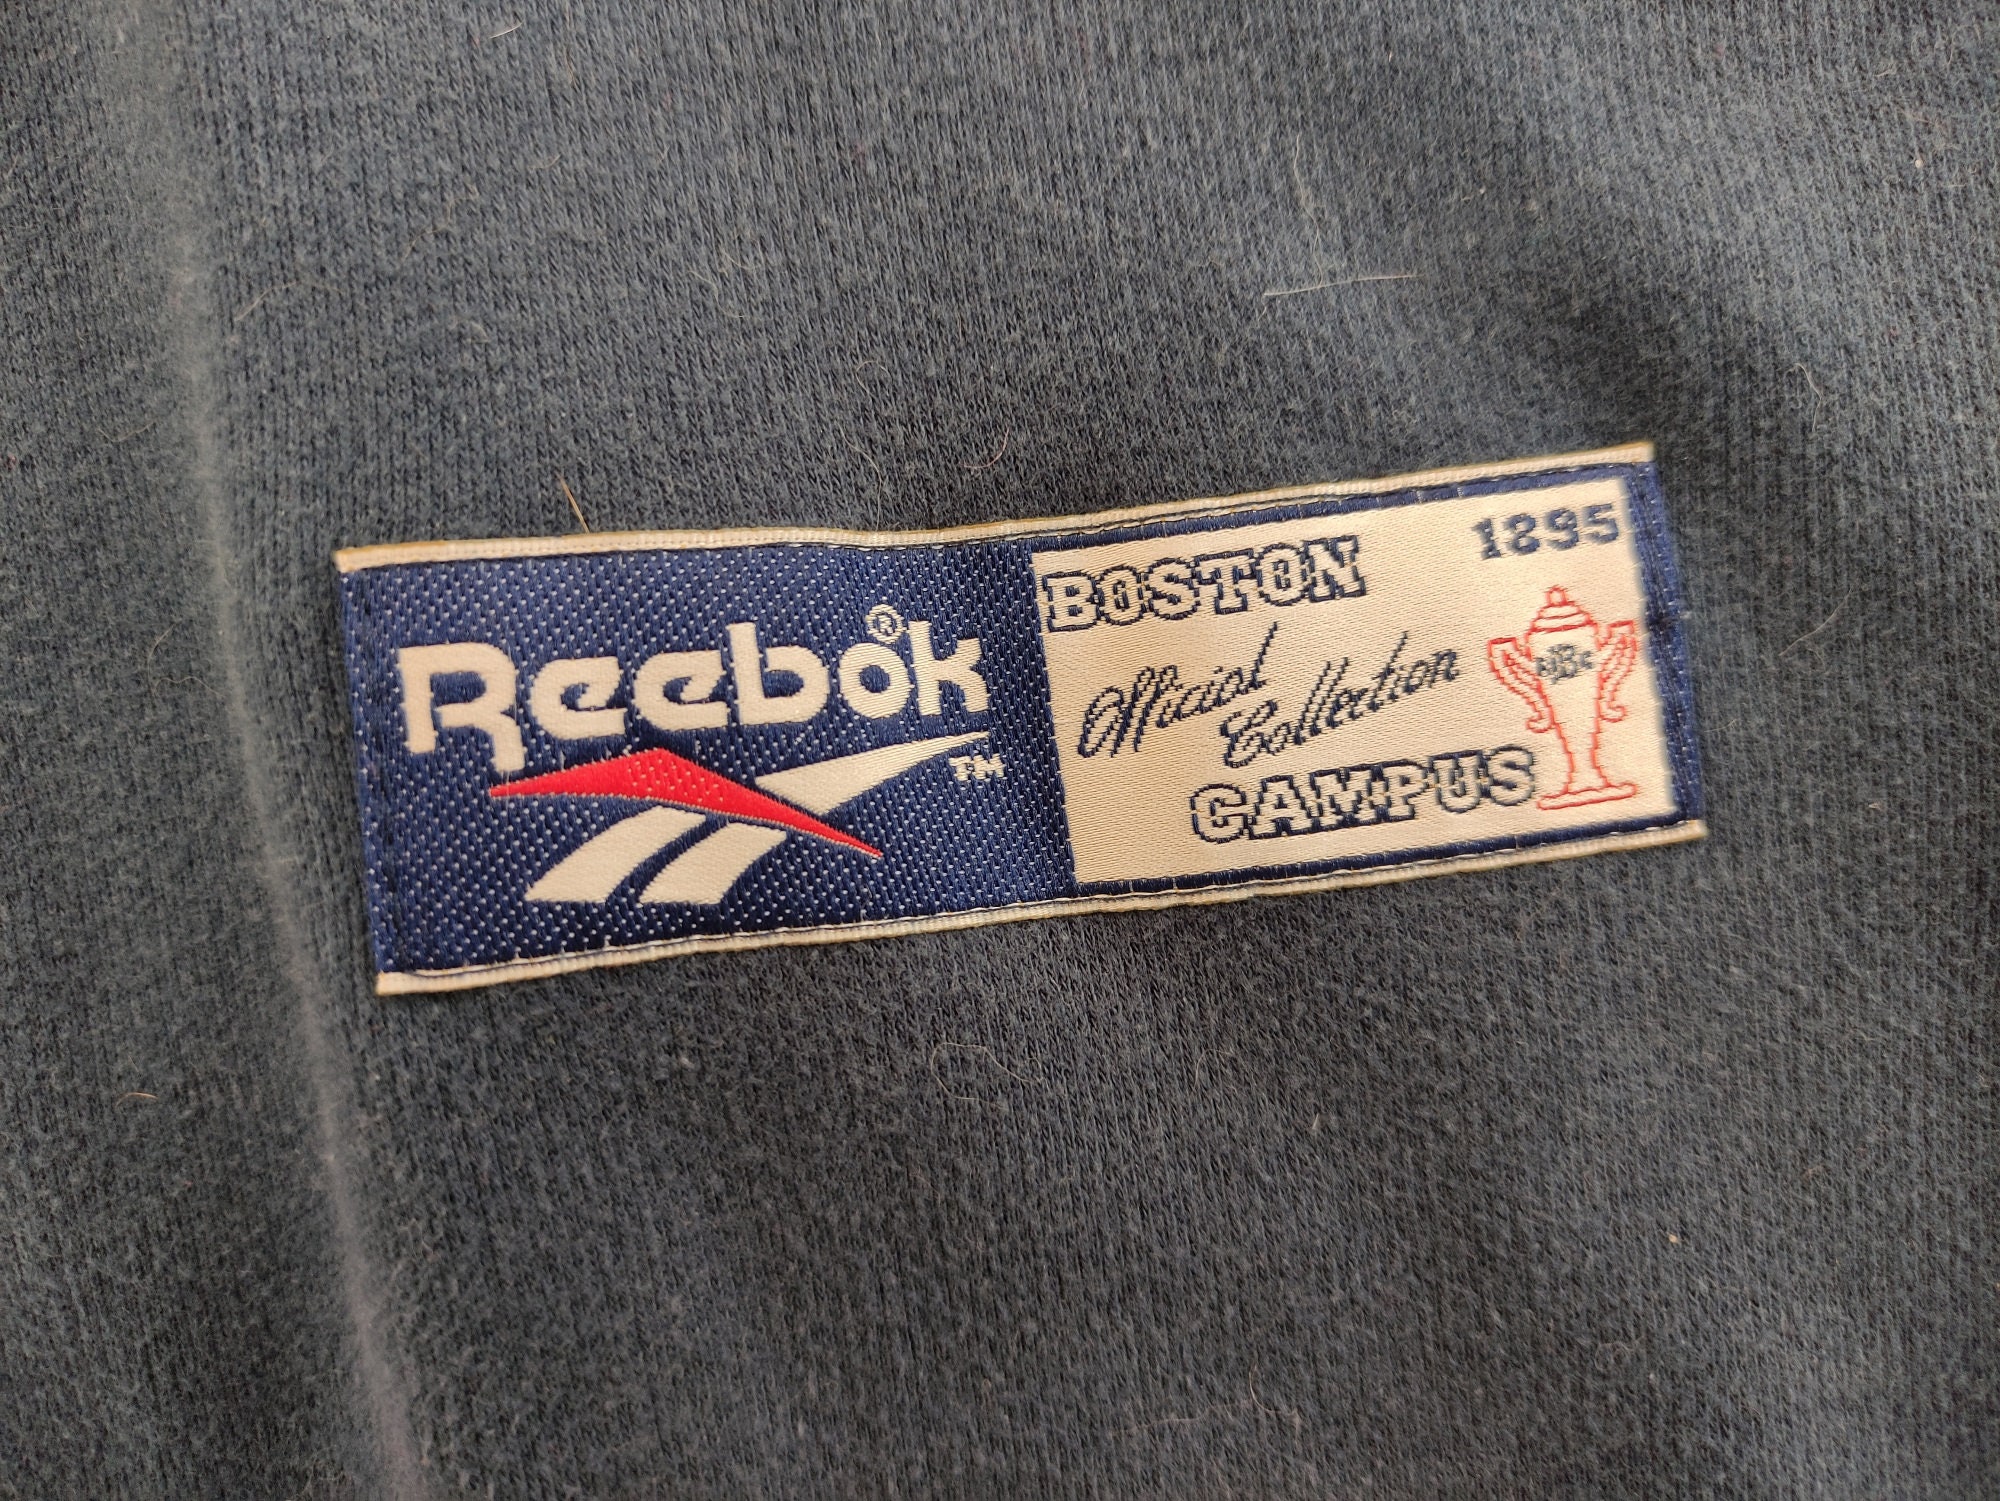 Reebok®
TM
BOSTON
1895
Official
Collection
CAMPUS